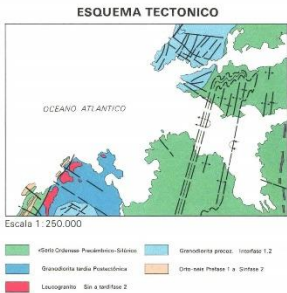 ESQUEMA TECTONICO
OCEANO ATLANTICO
Escala 1:250.000
«Serie Ordenes» Precámbrico-Silúrico
Granodiorita precoz. Interfase 1.2
Granodiorita tardía Postectónica
Orto-neis Prefase 1 a Sinfase 2
Leucogranito Sin a tardifase 2